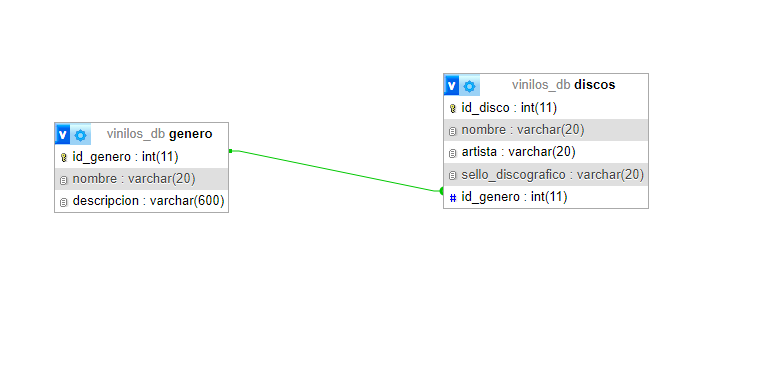 v vinilos_db genero
id_genero : int(11)
nombre : varchar(20)
descripcion : varchar(600)
v vinilos_db discos
id_disco : int(11)
nombre : varchar(20)
artista : varchar(20)
sello_discografico : varchar(20)
# id_genero : int(11)